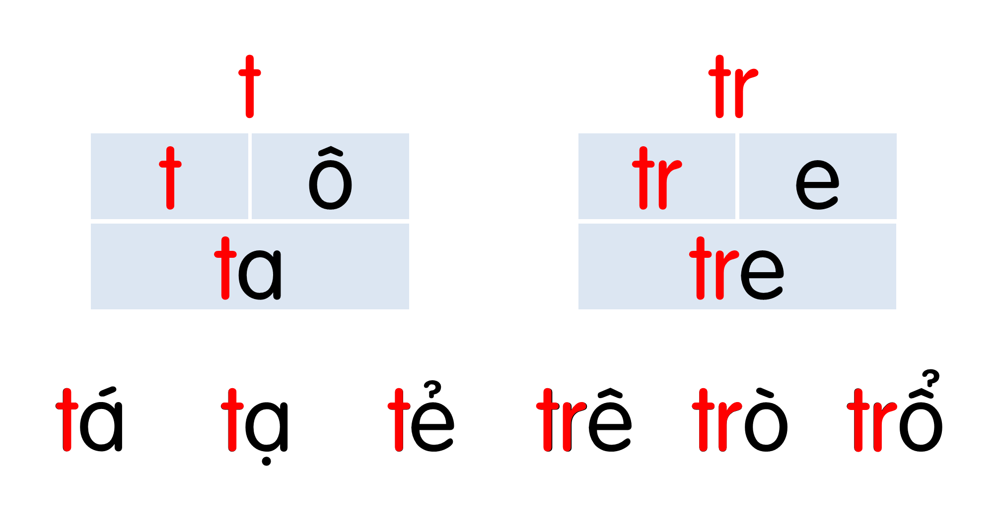 t tr
t ô tr e
ta tre
tá tạ tẻ trê trò trổ